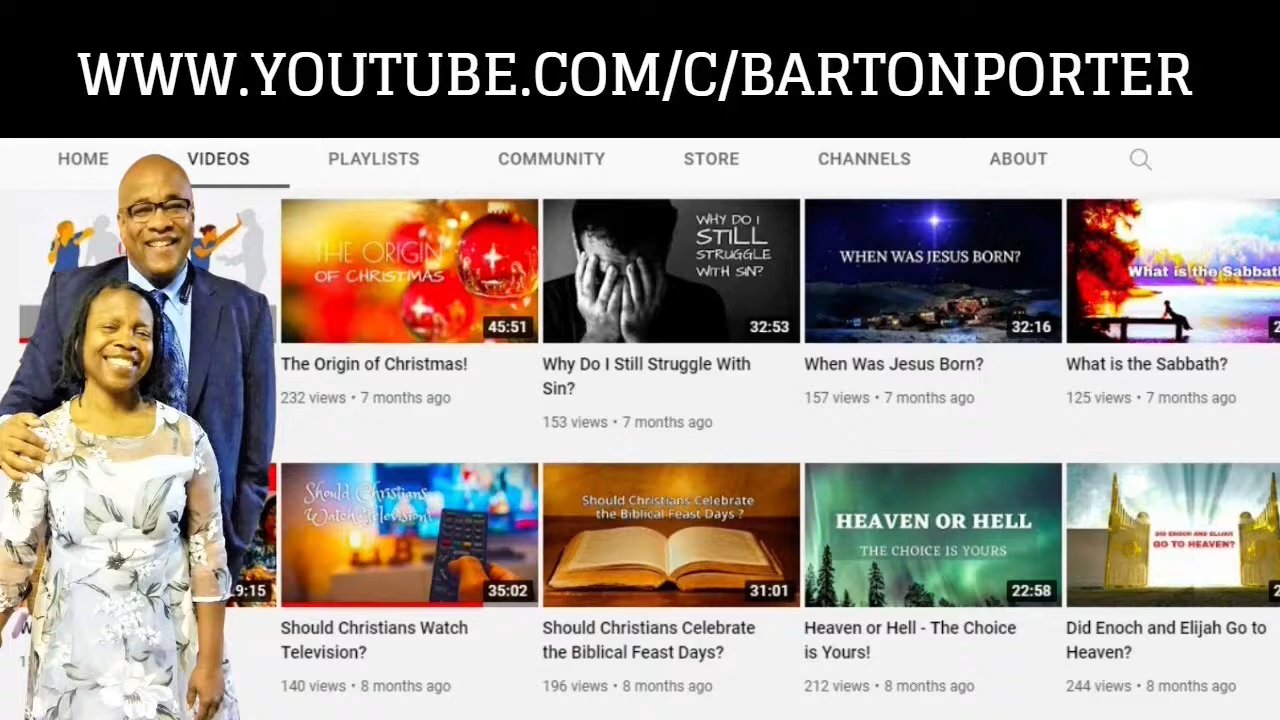 WWW.YOUTUBE.COM/C/BARTONPORTER
HOME VIDEOS PLAYLISTS COMMUNITY STORE CHANNELS ABOUT
THE ORIGIN
OF CHRISTMAS
45:51
WHY DO I
STILL
STRUGGLE
WITH SIN?
32:53
WHEN WAS JESUS BORN?
32:16
What is the Sabbath
The Origin of Christmas!
232 views • 7 months ago
Why Do I Still Struggle With
Sin?
153 views • 7 months ago
When Was Jesus Born?
157 views • 7 months ago
What is the Sabbath?
125 views • 7 months ago
9:15
Should Christians
Watch Television?
35:02
Should Christians Celebrate
the Biblical Feast Days ?
31:01
HEAVEN OR HELL
THE CHOICE IS YOURS
22:58
DID ENOCH AND ELIJAH
GO TO HEAVEN?
Should Christians Watch
Television?
140 views • 8 months ago
Should Christians Celebrate
the Biblical Feast Days?
196 views • 8 months ago
Heaven or Hell - The Choice
is Yours!
212 views • 8 months ago
Did Enoch and Elijah Go to
Heaven?
244 views • 8 months ago